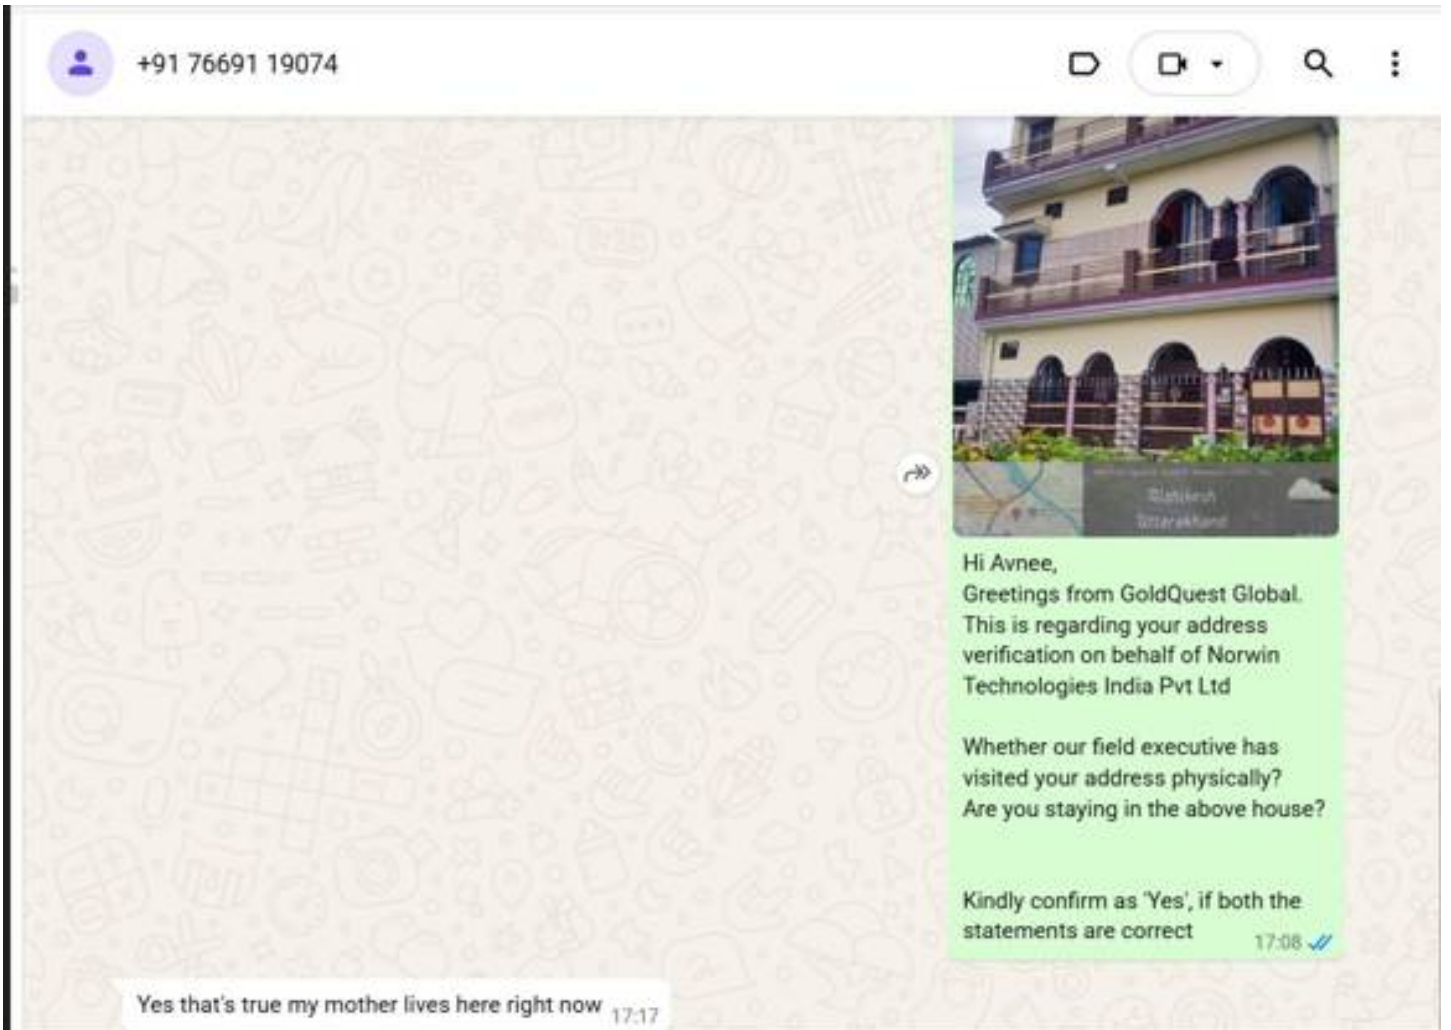 +91 76691 19074
Uttarakhand
Hi Avnee,
Greetings from GoldQuest Global.
This is regarding your address
verification on behalf of Norwin
Technologies India Pvt Ltd
Whether our field executive has
visited your address physically?
Are you staying in the above house?
Kindly confirm as 'Yes', if both the
statements are correct
17:08
Yes that's true my mother lives here right now 17:17